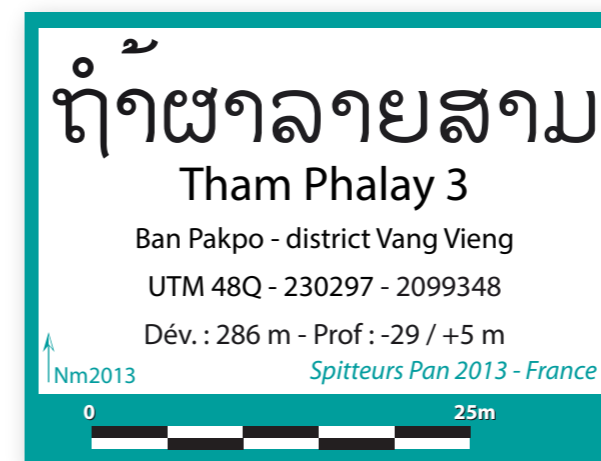 ຖ້ຳຜາລາຍສາມ
Tham Phalay 3
Ban Pakpo - district Vang Vieng
UTM 48Q - 230297 - 2099348
Dév. : 286 m - Prof : -29 / +5 m
Nm2013
Spitteurs Pan 2013 - France
0 25m